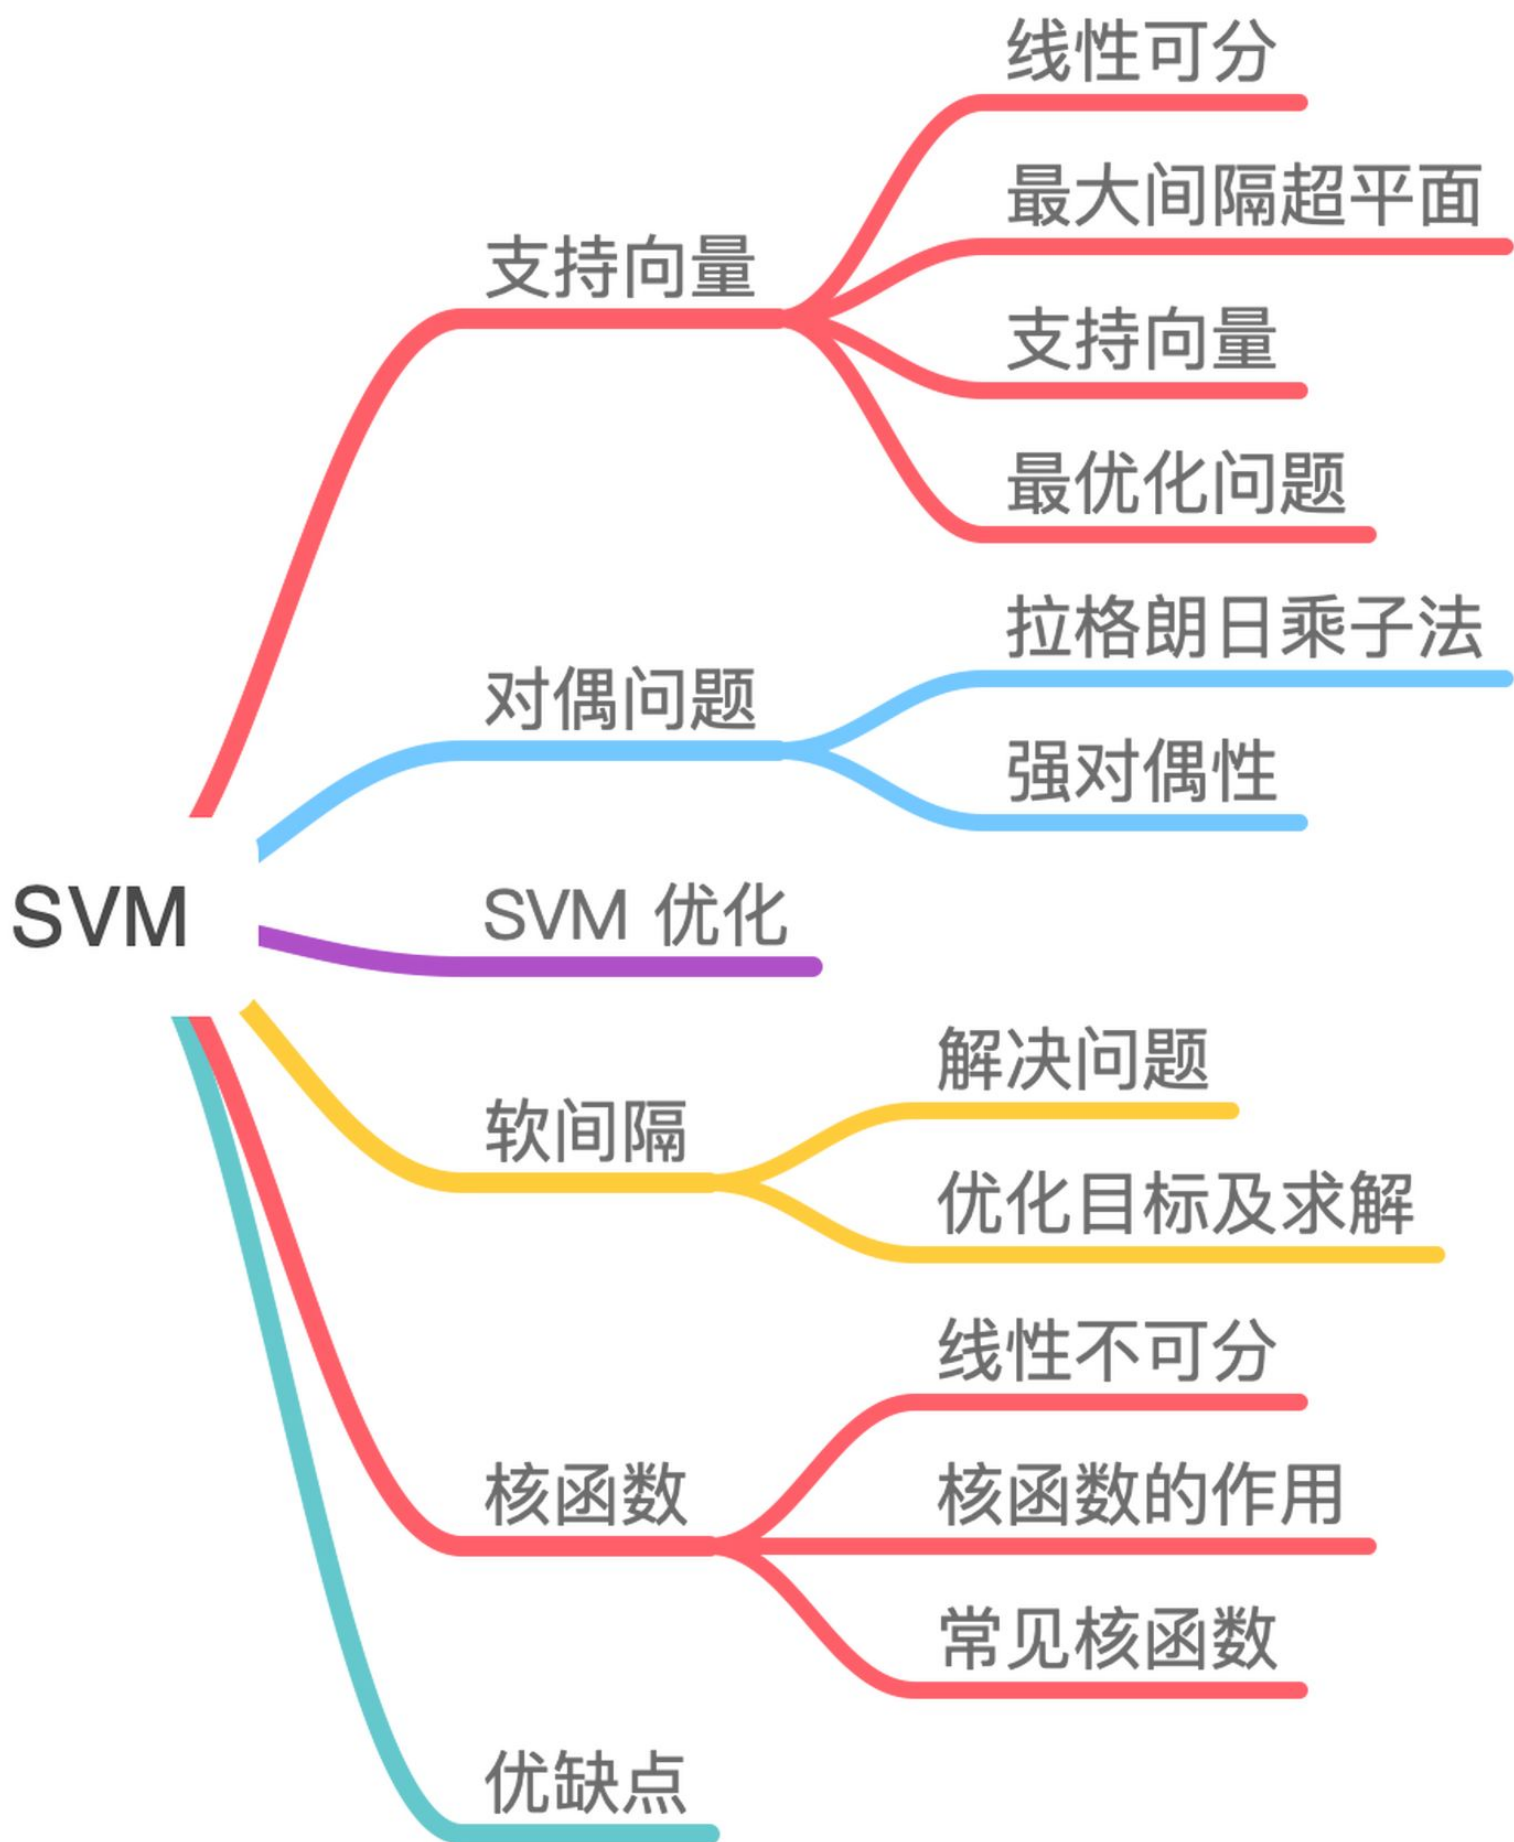 线性可分
最大间隔超平面
支持向量
支持向量
最优化问题
拉格朗日乘子法
对偶问题
强对偶性
SVM
SVM 优化
解决问题
软间隔
优化目标及求解
线性不可分
核函数
核函数的作用
常见核函数
优缺点